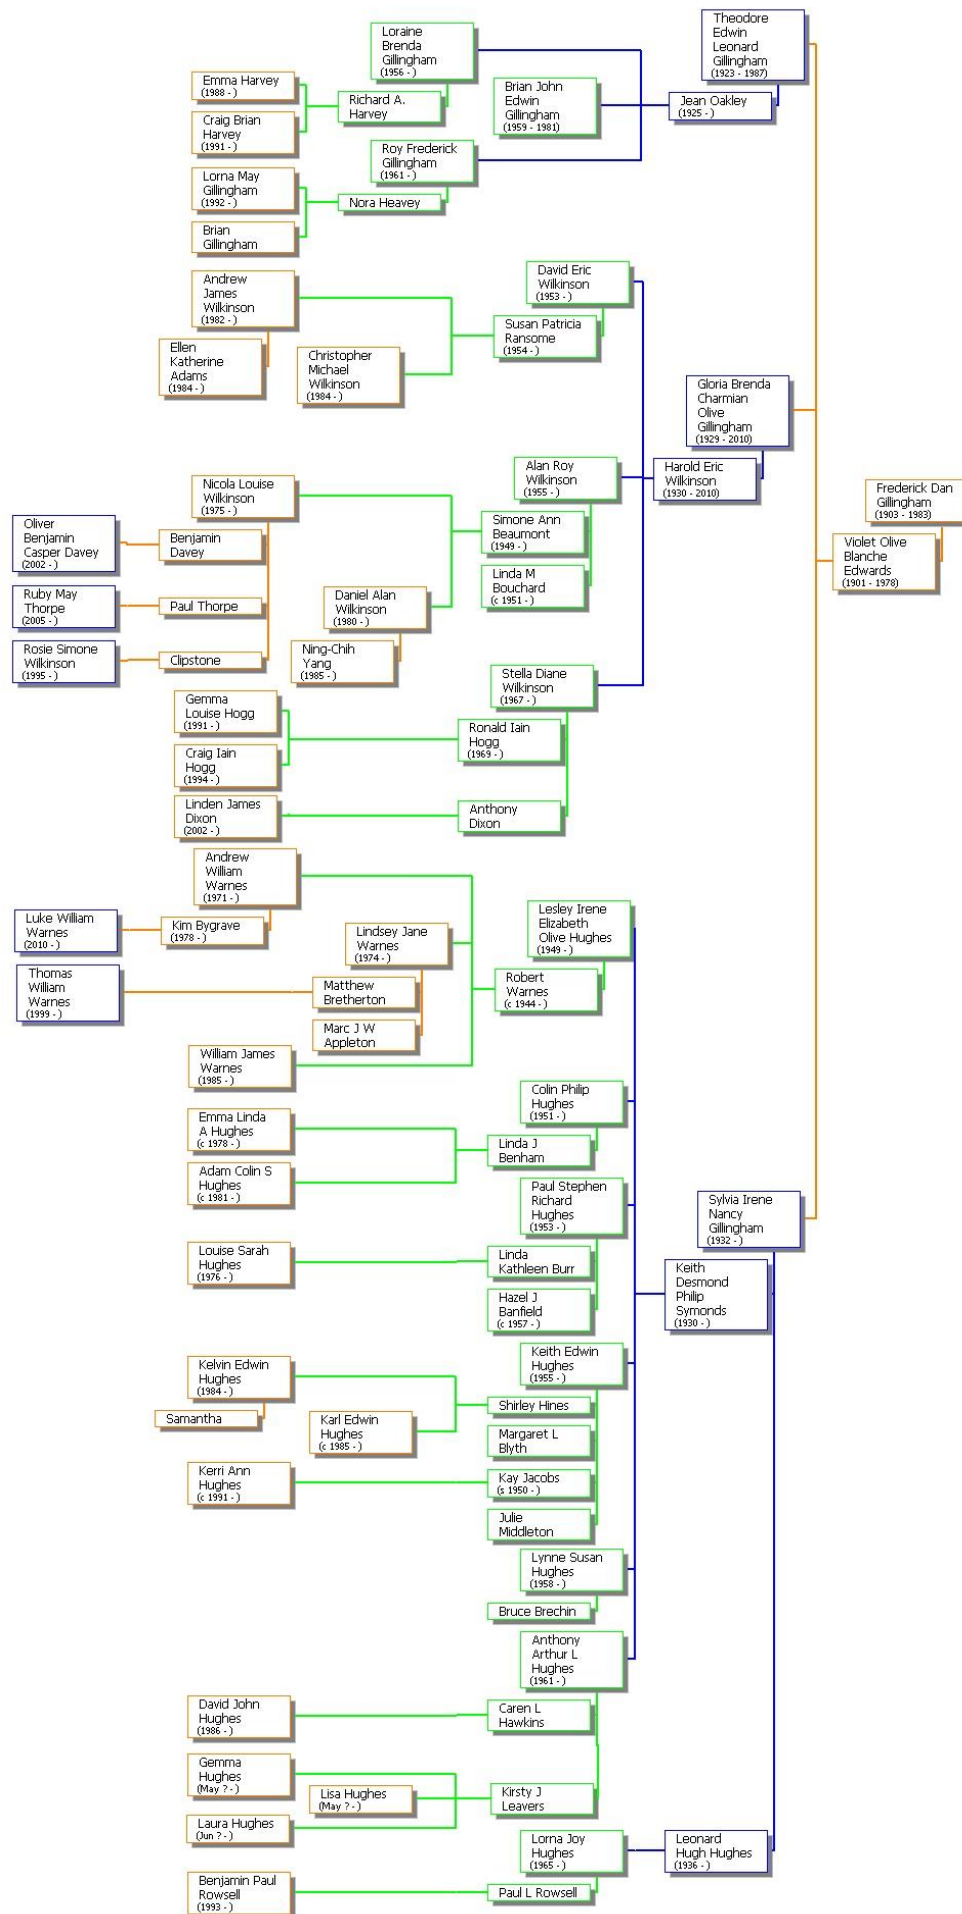 Theodore
Edwin
Leonard
Gillingham
(1923 - 1987)
Loraine
Brenda
Gillingham
(1956 - )
Emma Harvey
(1988 - )
Brian John
Edwin
Gillingham
(1959 - 1981)
Jean Oakley
(1925 - )
Richard A.
Harvey
Craig Brian
Harvey
(1991 - )
Roy Frederick
Gillingham
(1961 - )
Lorna May
Gillingham
(1992 - )
Nora Heavey
Brian
Gillingham
David Eric
Wilkinson
(1953 - )
Andrew
James
Wilkinson
(1982 - )
Susan Patricia
Ransome
(1954 - )
Ellen
Katherine
Adams
(1984 - )
Christopher
Michael
Wilkinson
(1984 - )
Gloria Brenda
Charmian
Olive
Gillingham
(1929 - 2010)
Alan Roy
Wilkinson
(1955 - )
Harold Eric
Wilkinson
(1930 - 2010)
Nicola Louise
Wilkinson
(1975 - )
Frederick Dan
Gillingham
(1903 - 1983)
Oliver
Benjamin
Casper Davey
(2002 - )
Benjamin
Davey
Simone Ann
Beaumont
(1949 - )
Violet Olive
Blanche
Edwards
(1901 - 1978)
Linda M
Bouchard
(c 1951 - )
Ruby May
Thorpe
(2005 - )
Paul Thorpe
Daniel Alan
Wilkinson
(1980 - )
Rosie Simone
Wilkinson
(1995 - )
Clipstone
Ning-Chih
Yang
(1985 - )
Stella Diane
Wilkinson
(1967 - )
Gemma
Louise Hogg
(1991 - )
Ronald Iain
Hogg
(1969 - )
Craig Iain
Hogg
(1994 - )
Linden James
Dixon
(2002 - )
Anthony
Dixon
Andrew
William
Warnes
(1971 - )
Luke William
Warnes
(2010 - )
Kim Bygrave
(1978 - )
Lindsey Jane
Warnes
(1974 - )
Lesley Irene
Elizabeth
Olive Hughes
(1949 - )
Thomas
William
Warnes
(1999 - )
Matthew
Bretherton
Robert
Warnes
(c 1944 - )
Marc J W
Appleton
William James
Warnes
(1985 - )
Colin Philip
Hughes
(1951 - )
Emma Linda
A Hughes
(c 1978 - )
Linda J
Benham
Adam Colin S
Hughes
(c 1981 - )
Paul Stephen
Richard
Hughes
(1953 - )
Sylvia Irene
Nancy
Gillingham
(1932 - )
Louise Sarah
Hughes
(1976 - )
Linda
Kathleen Burr
Keith
Desmond
Philip
Symonds
(1930 - )
Hazel J
Banfield
(c 1957 - )
Keith Edwin
Hughes
(1955 - )
Kelvin Edwin
Hughes
(1984 - )
Shirley Hines
Samantha
Karl Edwin
Hughes
(c 1985 - )
Margaret L
Blyth
Kerri Ann
Hughes
(c 1991 - )
Kay Jacobs
(s 1950 - )
Julie
Middleton
Lynne Susan
Hughes
(1958 - )
Bruce Brechin
Anthony
Arthur L
Hughes
(1961 - )
David John
Hughes
(1986 - )
Caren L
Hawkins
Gemma
Hughes
(May ? - )
Lisa Hughes
(May ? - )
Kirsty J
Leavers
Laura Hughes
(Jun ? - )
Lorna Joy
Hughes
(1965 - )
Leonard
Hugh Hughes
(1936 - )
Benjamin Paul
Rowsell
(1993 - )
Paul L Rowsell